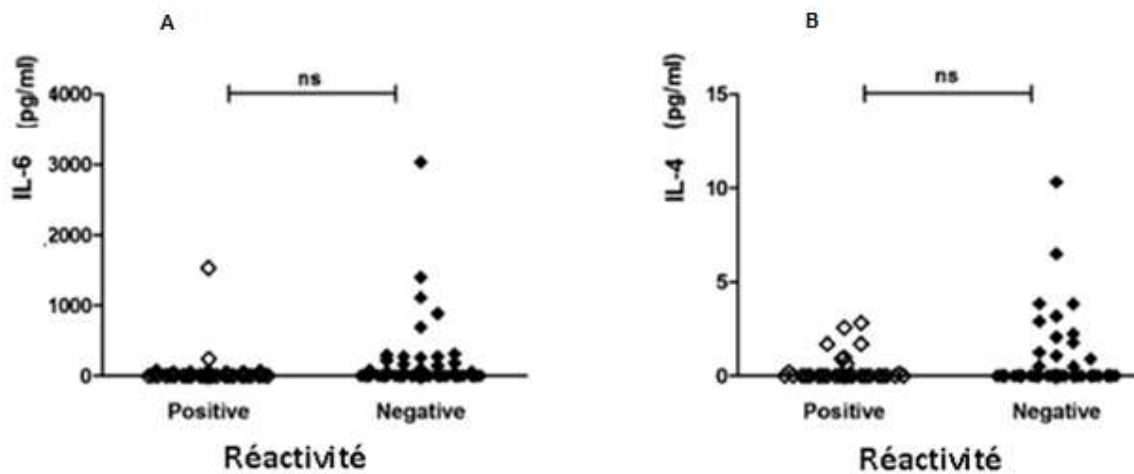 A
ns
4000
3000
2000
1000
0
IL-6 (pg/ml)
Positive
Negative
Réactivité
B
ns
15
10
5
0
IL-4 (pg/ml)
Positive
Negative
Réactivité